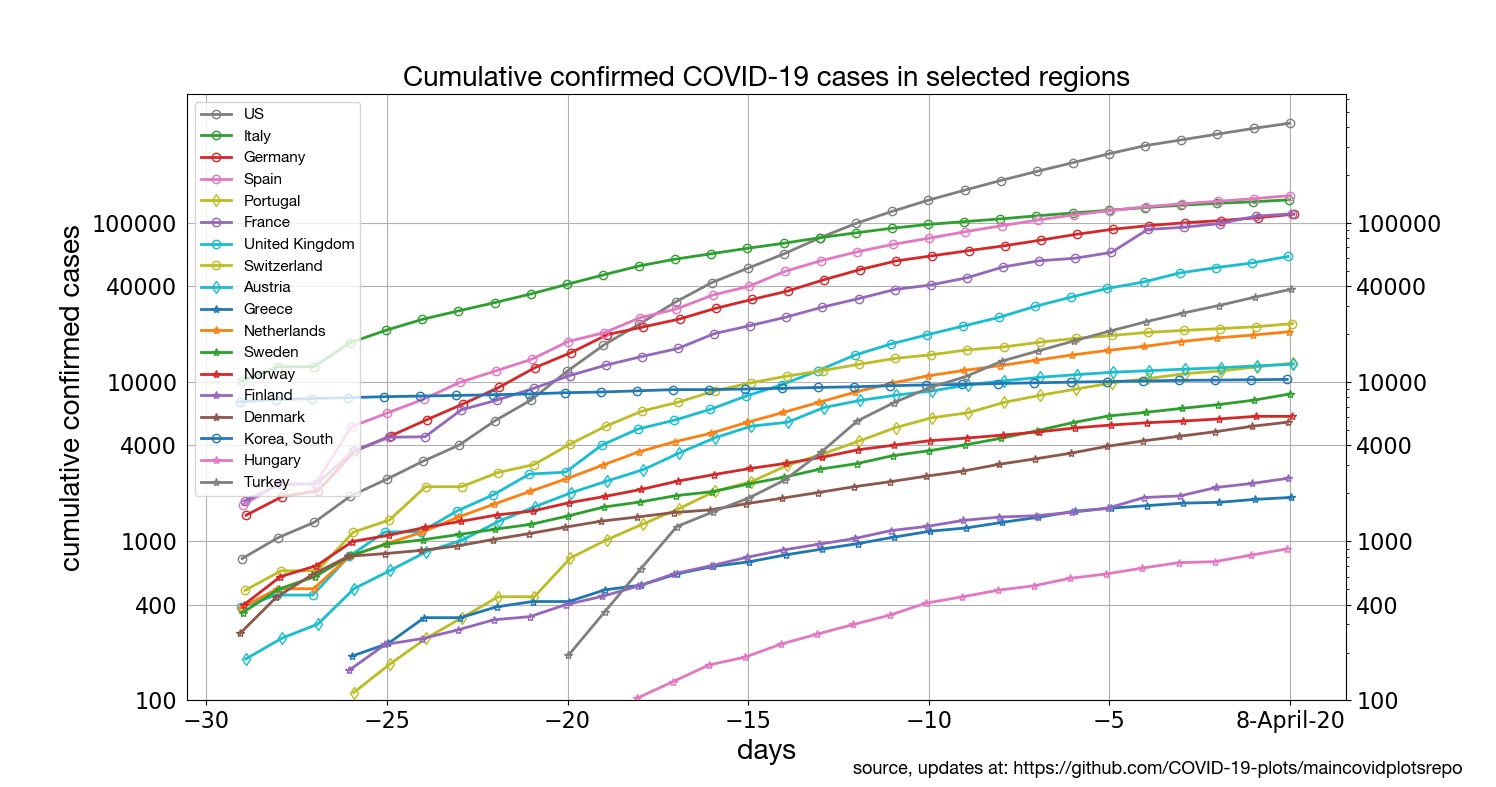 Cumulative confirmed COVID-19 cases in selected regions
cumulative confirmed cases
100000
40000
10000
4000
1000
400
100
US
Italy
Germany
Spain
Portugal
France
United Kingdom
Switzerland
Austria
Greece
Netherlands
Sweden
Norway
Finland
Denmark
Korea, South
Hungary
Turkey
100000
40000
10000
4000
1000
400
100
−30 −25 −20 −15 −10 −5 8-April-20
days
source, updates at: https://github.com/COVID-19-plots/maincovidplotsrepo